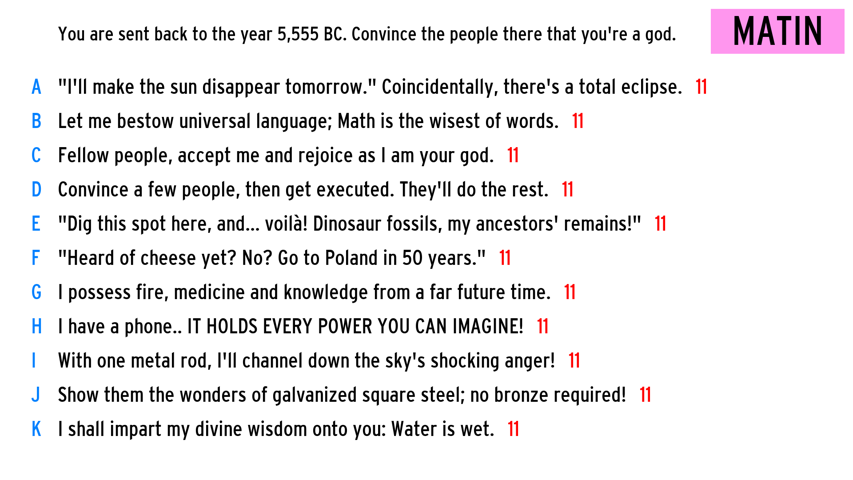 You are sent back to the year 5,555 BC. Convince the people there that you're a god.
MATIN
A "I'll make the sun disappear tomorrow." Coincidentally, there's a total eclipse. 11
B Let me bestow universal language; Math is the wisest of words. 11
C Fellow people, accept me and rejoice as I am your god. 11
D Convince a few people, then get executed. They'll do the rest. 11
E "Dig this spot here, and... voilà! Dinosaur fossils, my ancestors' remains!" 11
F "Heard of cheese yet? No? Go to Poland in 50 years." 11
G I possess fire, medicine and knowledge from a far future time. 11
H I have a phone.. IT HOLDS EVERY POWER YOU CAN IMAGINE! 11
I With one metal rod, I'll channel down the sky's shocking anger! 11
J Show them the wonders of galvanized square steel; no bronze required! 11
K I shall impart my divine wisdom onto you: Water is wet. 11